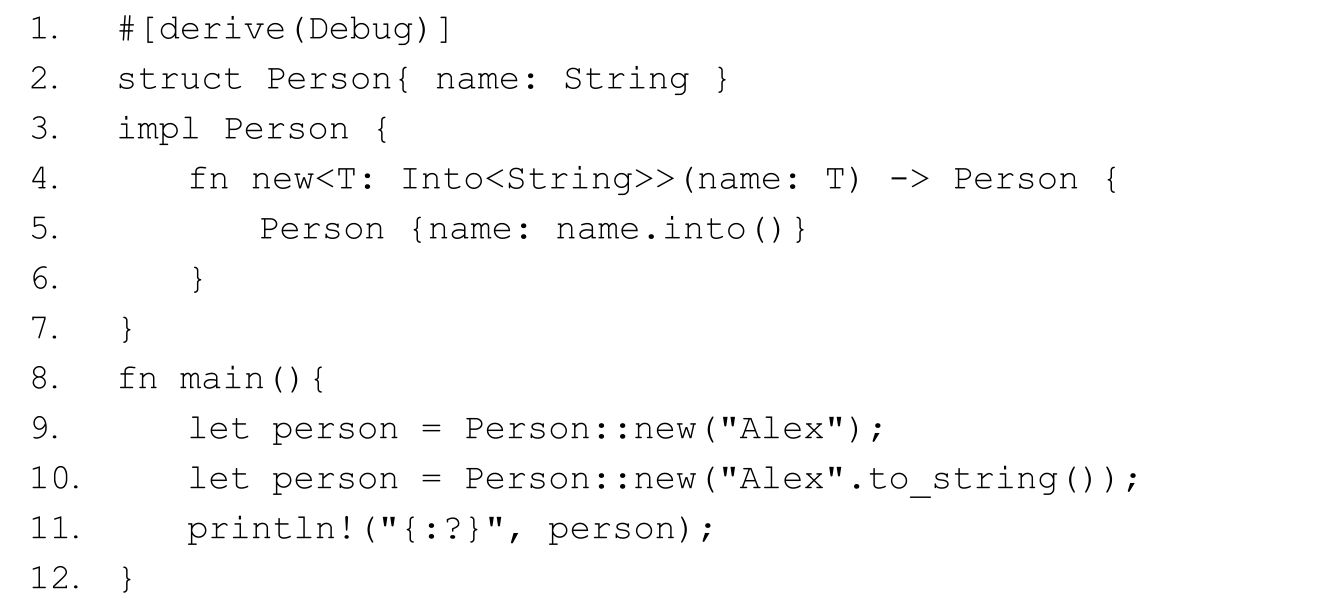 1. #[derive(Debug)]
2. struct Person{ name: String }
3. impl Person {
4. fn new<T: Into<String>>(name: T) -> Person {
5. Person {name: name.into()}
6. }
7. }
8. fn main(){
9. let person = Person::new("Alex");
10. let person = Person::new("Alex".to_string());
11. println!("{:?}", person);
12. }